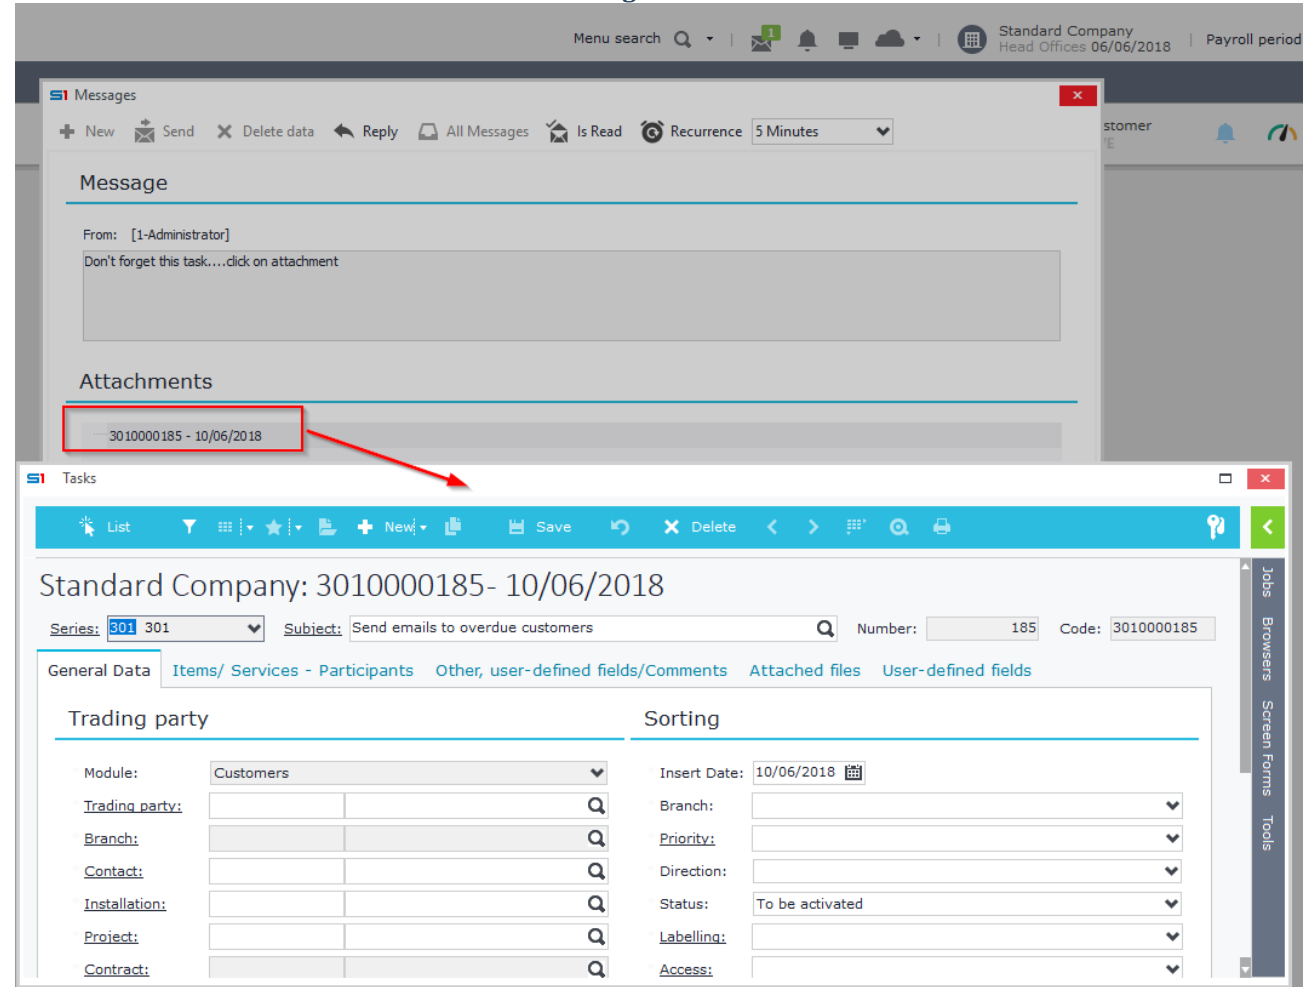 Menu search
1
Standard Company
Head Offices 06/06/2018
Payroll period
S1 Messages
New Send Delete data Reply All Messages Is Read Recurrence 5 Minutes
stomer
Message
From: [1-Administrator]
Don't forget this task....click on attachment
Attachments
3010000185 - 10/06/2018
S1 Tasks
List New Save Delete
Standard Company: 3010000185- 10/06/2018
Series: 301 301 Subject: Send emails to overdue customers Number: 185 Code: 3010000185
General Data Items/ Services - Participants Other, user-defined fields/Comments Attached files User-defined fields
Trading party
Sorting
Module: Customers
Insert Date: 10/06/2018
Trading party:
Branch:
Branch:
Priority:
Contact:
Direction:
Installation:
Status: To be activated
Project:
Labelling:
Contract:
Access:
Jobs
Browsers
Screen Forms
Tools